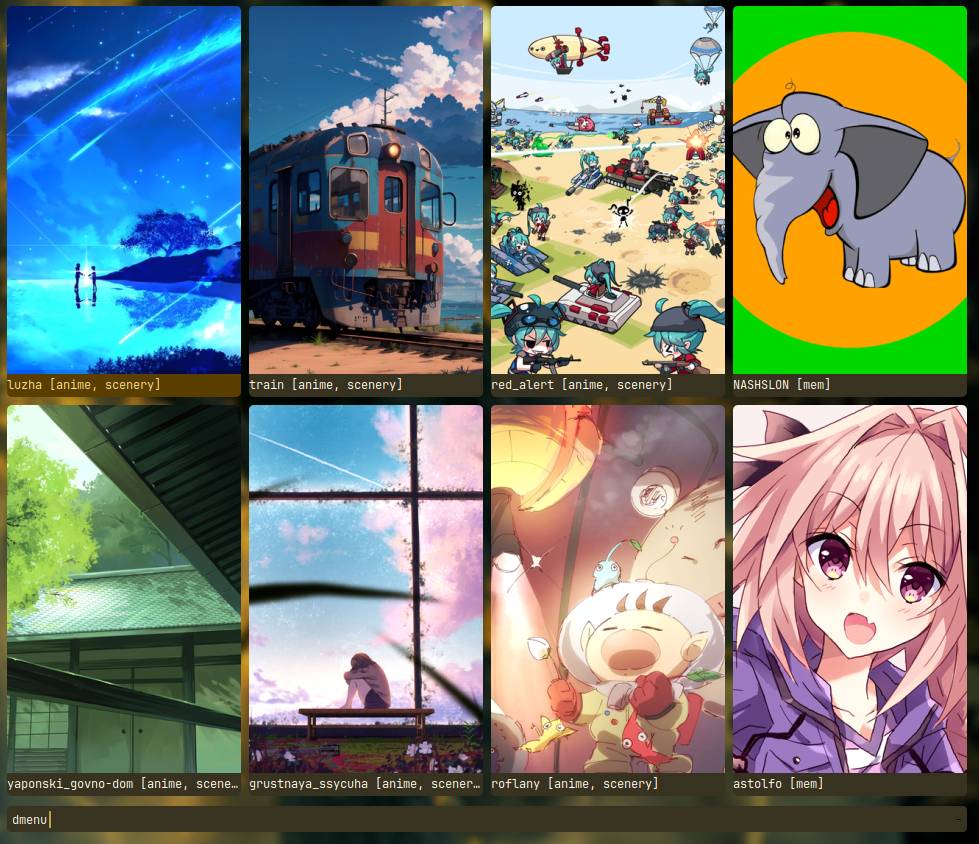 luzha [anime, scenery]
train [anime, scenery]
red_alert [anime, scenery]
NASHSLON [mem]
yaponski_govno-dom [anime, scene…
grustnaya_ssycuha [anime, scener…
roflany [anime, scenery]
astolfo [mem]
dmenu